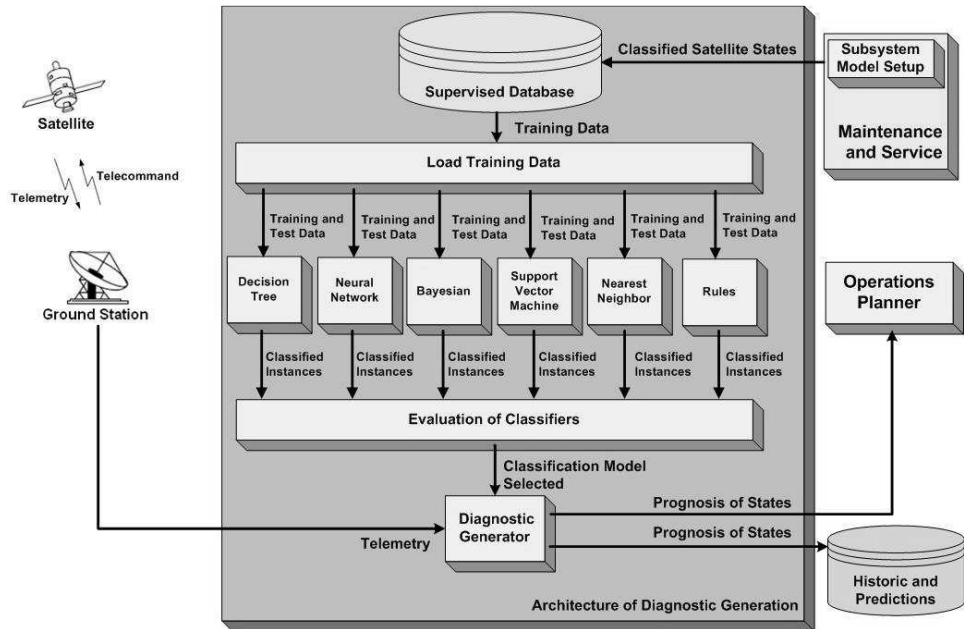 Classified Satellite States
Subsystem
Model Setup
Supervised Database
Satellite
Training Data
Maintenance
and Service
Load Training Data
Telecommand
Telemetry
Training and
Test Data
Training and
Test Data
Training and
Test Data
Training and
Test Data
Training and
Test Data
Training and
Test Data
Decision
Tree
Neural
Network
Bayesian
Support
Vector
Machine
Nearest
Neighbor
Rules
Operations
Planner
Ground Station
Classified
Instances
Classified
Instances
Classified
Instances
Classified
Instances
Classified
Instances
Classified
Instances
Evaluation of Classifiers
Classification Model
Selected
Prognosis of States
Diagnostic
Generator
Telemetry
Prognosis of States
Historic and
Predictions
Architecture of Diagnostic Generation